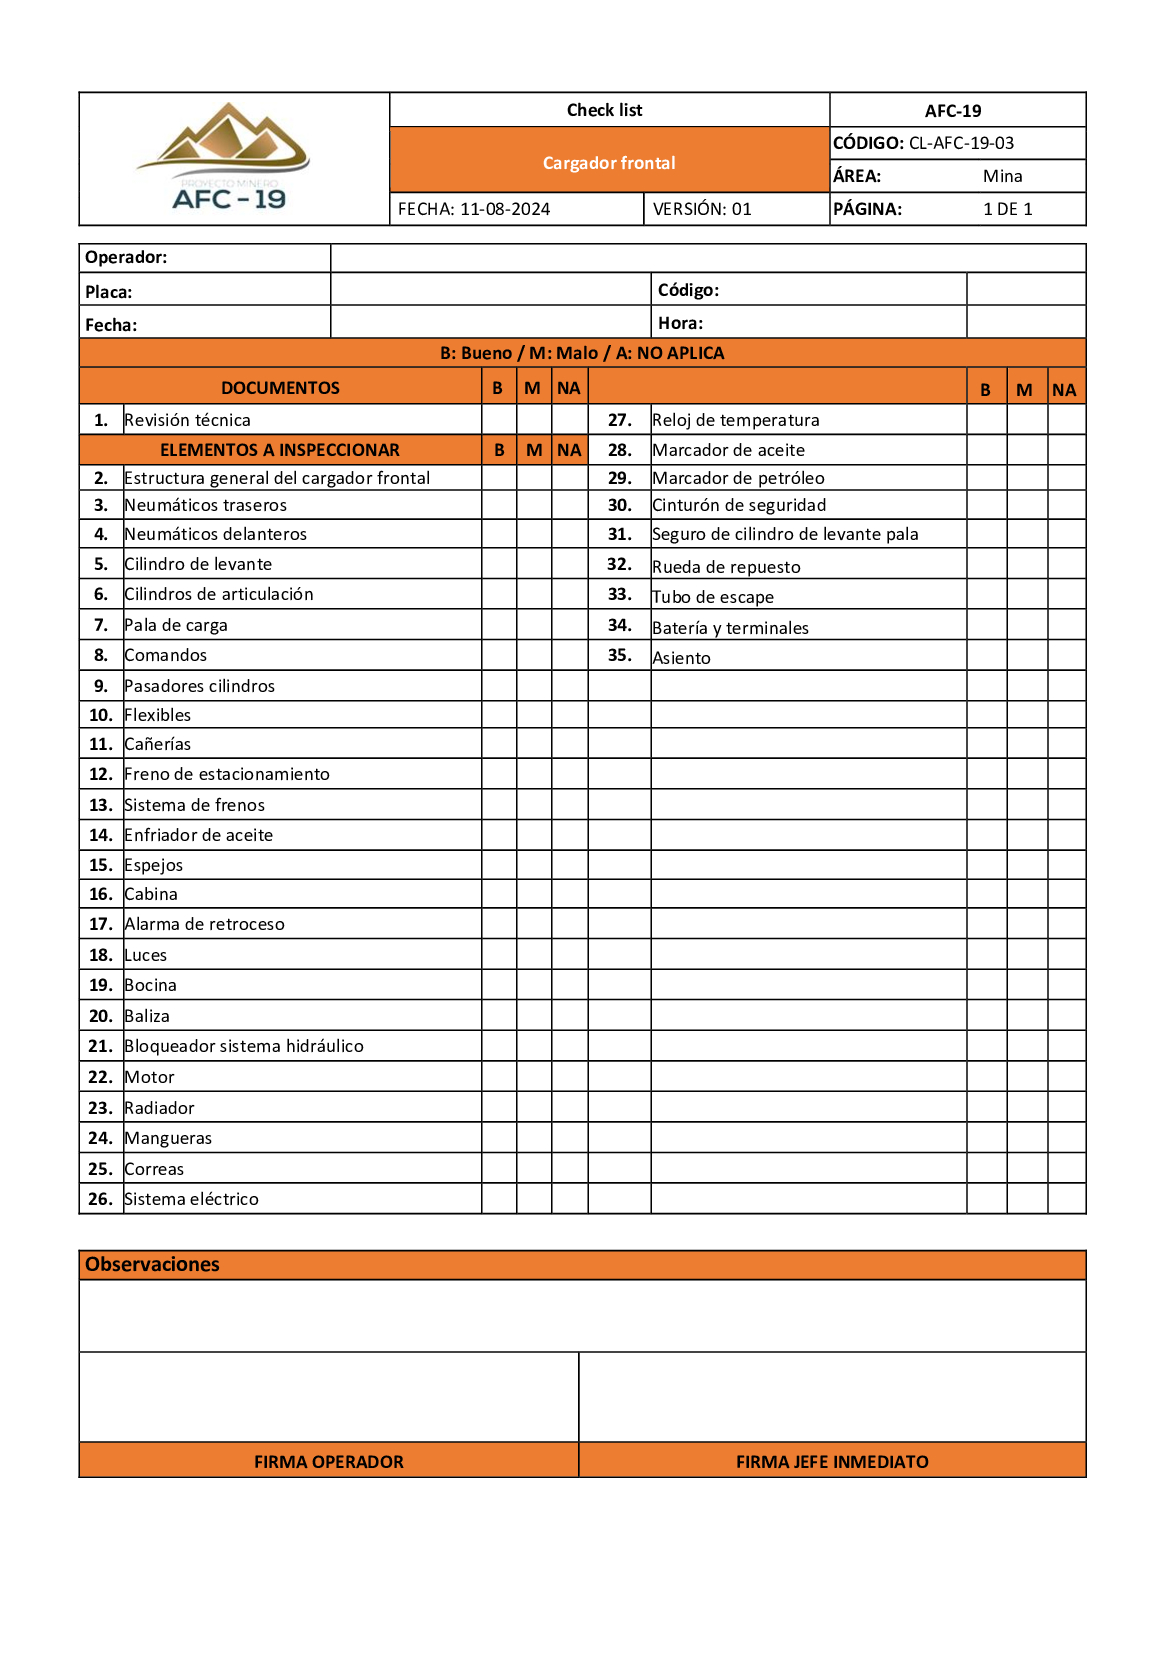 PROYECTO MINERO
AFC - 19
Check list
AFC-19
Cargador frontal
CÓDIGO: CL-AFC-19-03
ÁREA: Mina
FECHA: 11-08-2024 VERSIÓN: 01 PÁGINA: 1 DE 1
Operador:
Placa: Código:
Fecha: Hora:
B: Bueno / M: Malo / A: NO APLICA
DOCUMENTOS B M NA B M NA
1. Revisión técnica 27. Reloj de temperatura
ELEMENTOS A INSPECCIONAR B M NA 28. Marcador de aceite
2. Estructura general del cargador frontal 29. Marcador de petróleo
3. Neumáticos traseros 30. Cinturón de seguridad
4. Neumáticos delanteros 31. Seguro de cilindro de levante pala
5. Cilindro de levante 32. Rueda de repuesto
6. Cilindros de articulación 33. Tubo de escape
7. Pala de carga 34. Batería y terminales
8. Comandos 35. Asiento
9. Pasadores cilindros
10. Flexibles
11. Cañerías
12. Freno de estacionamiento
13. Sistema de frenos
14. Enfriador de aceite
15. Espejos
16. Cabina
17. Alarma de retroceso
18. Luces
19. Bocina
20. Baliza
21. Bloqueador sistema hidráulico
22. Motor
23. Radiador
24. Mangueras
25. Correas
26. Sistema eléctrico
Observaciones
FIRMA OPERADOR FIRMA JEFE INMEDIATO